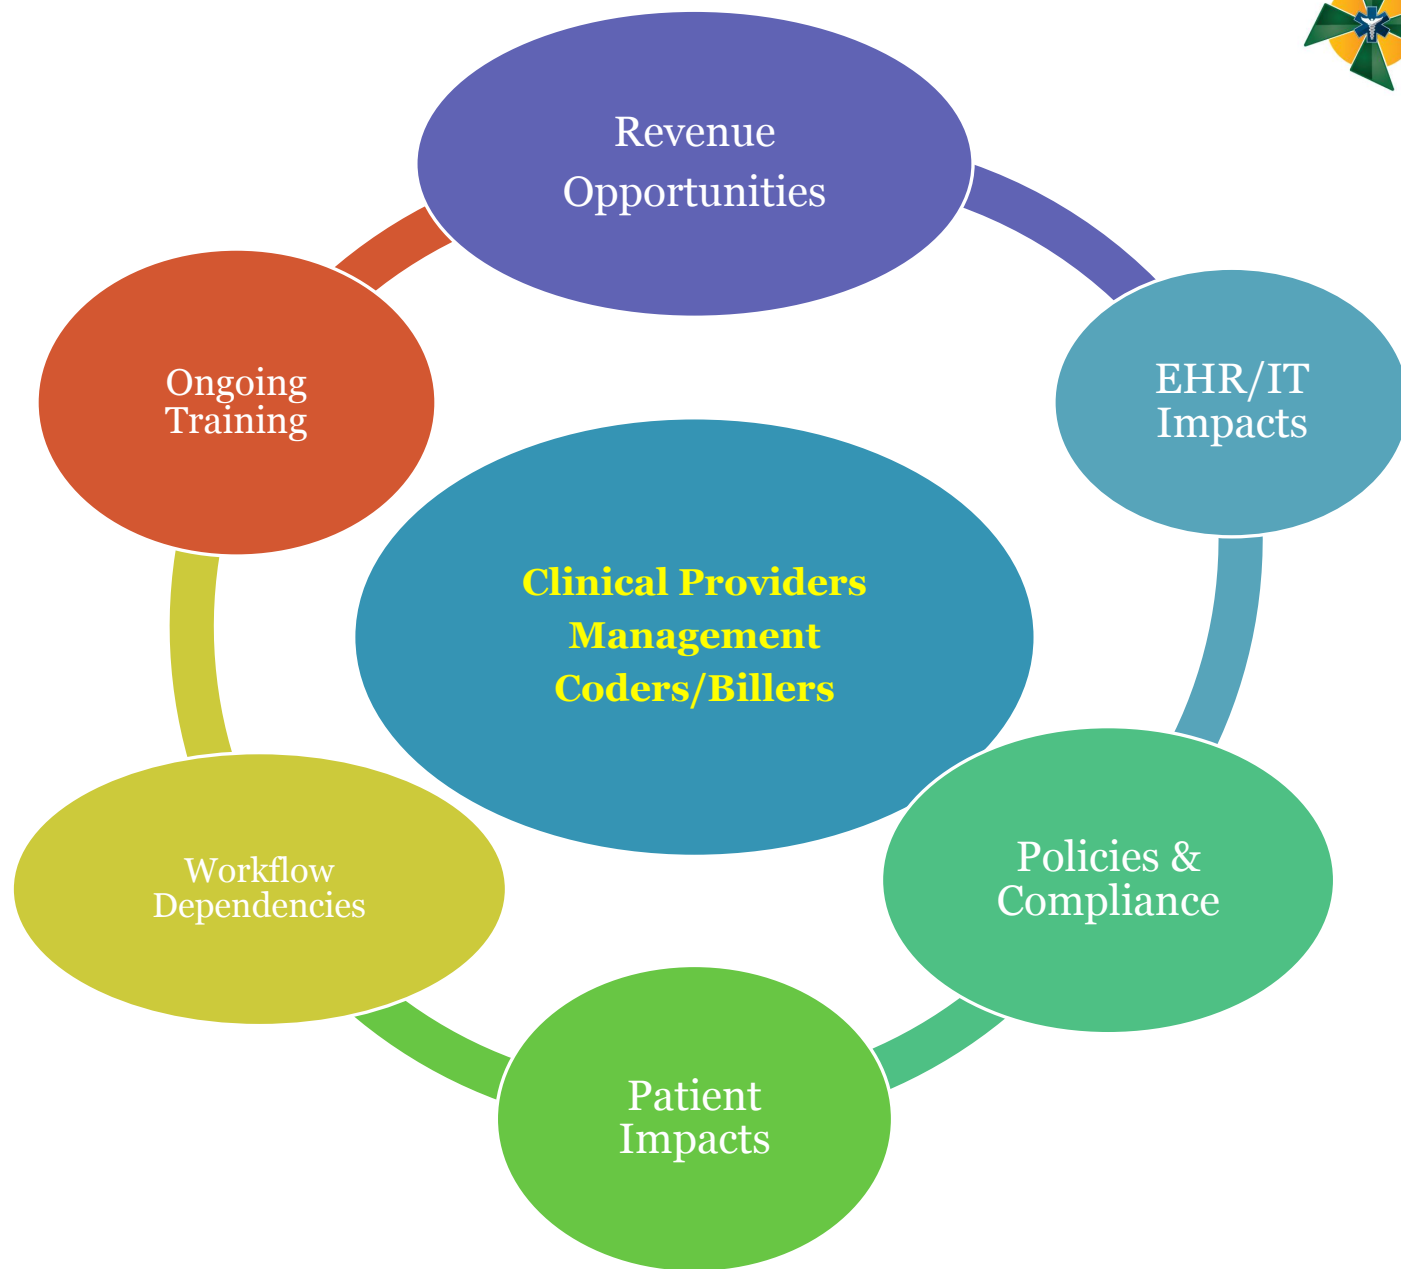 Revenue
Opportunities
EHR/IT
Impacts
Ongoing
Training
Clinical Providers
Management
Coders/Billers
Policies &
Compliance
Workflow
Dependencies
Patient
Impacts